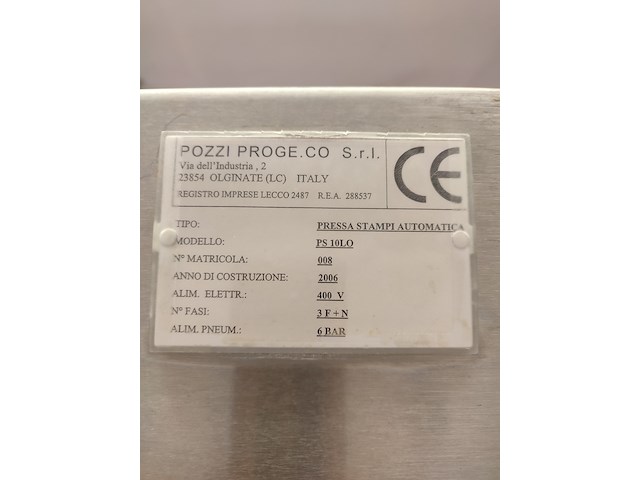 POZZI PROGE.CO S.r.l.
Via dell'Industria , 2
23854 OLGINATE (LC) ITALY
REGISTRO IMPRESE LECCO 2487 R.E.A. 288537
CE
TIPO: PRESSA STAMPI AUTOMATICA
MODELLO: PS 10LO
N° MATRICOLA: 008
ANNO DI COSTRUZIONE: 2006
ALIM. ELETTR.: 400 V
N° FASI: 3 F + N
ALIM. PNEUM.: 6 BAR